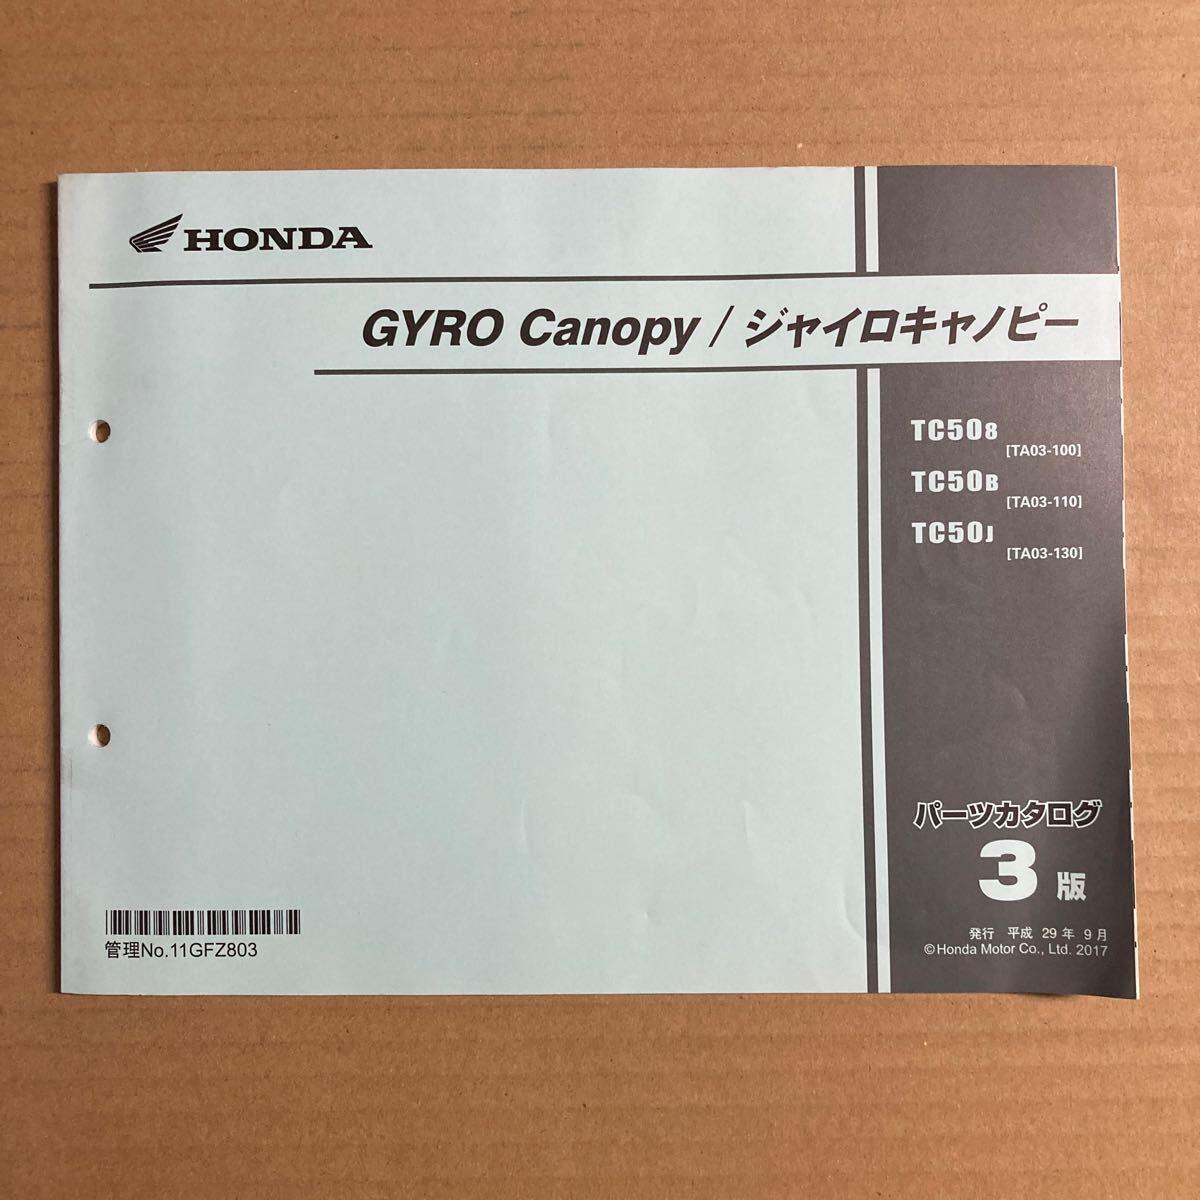 HONDA
GYRO Canopy / ジャイロキャノピー
TC508
[TA03-100]
TC50B
[TA03-110]
TC50J
[TA03-130]
パーツカタログ
3版
発行 平成 29年 9月
©Honda Motor Co., Ltd. 2017
管理No.11GFZ803